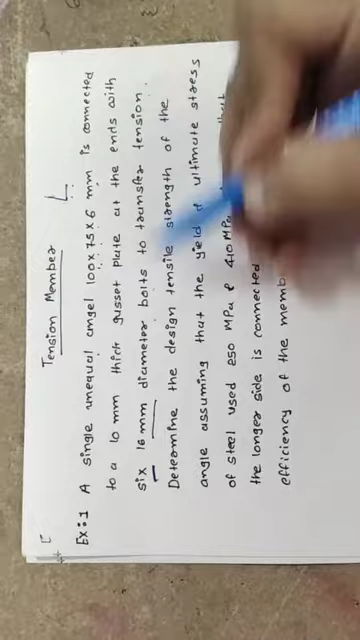 Tension Member
Ex:1 A single unequal angel 100x75x6 mm is connected
to a 10 mm thick gusset plate at the ends with
six 16 mm diameter bolts to transfer tension.
Determine the design tensile strength of the
angle assuming that the yield & ultimate stress
of steel used 250 MPa & 410 MPa
the longer side is connected
efficiency of the memb